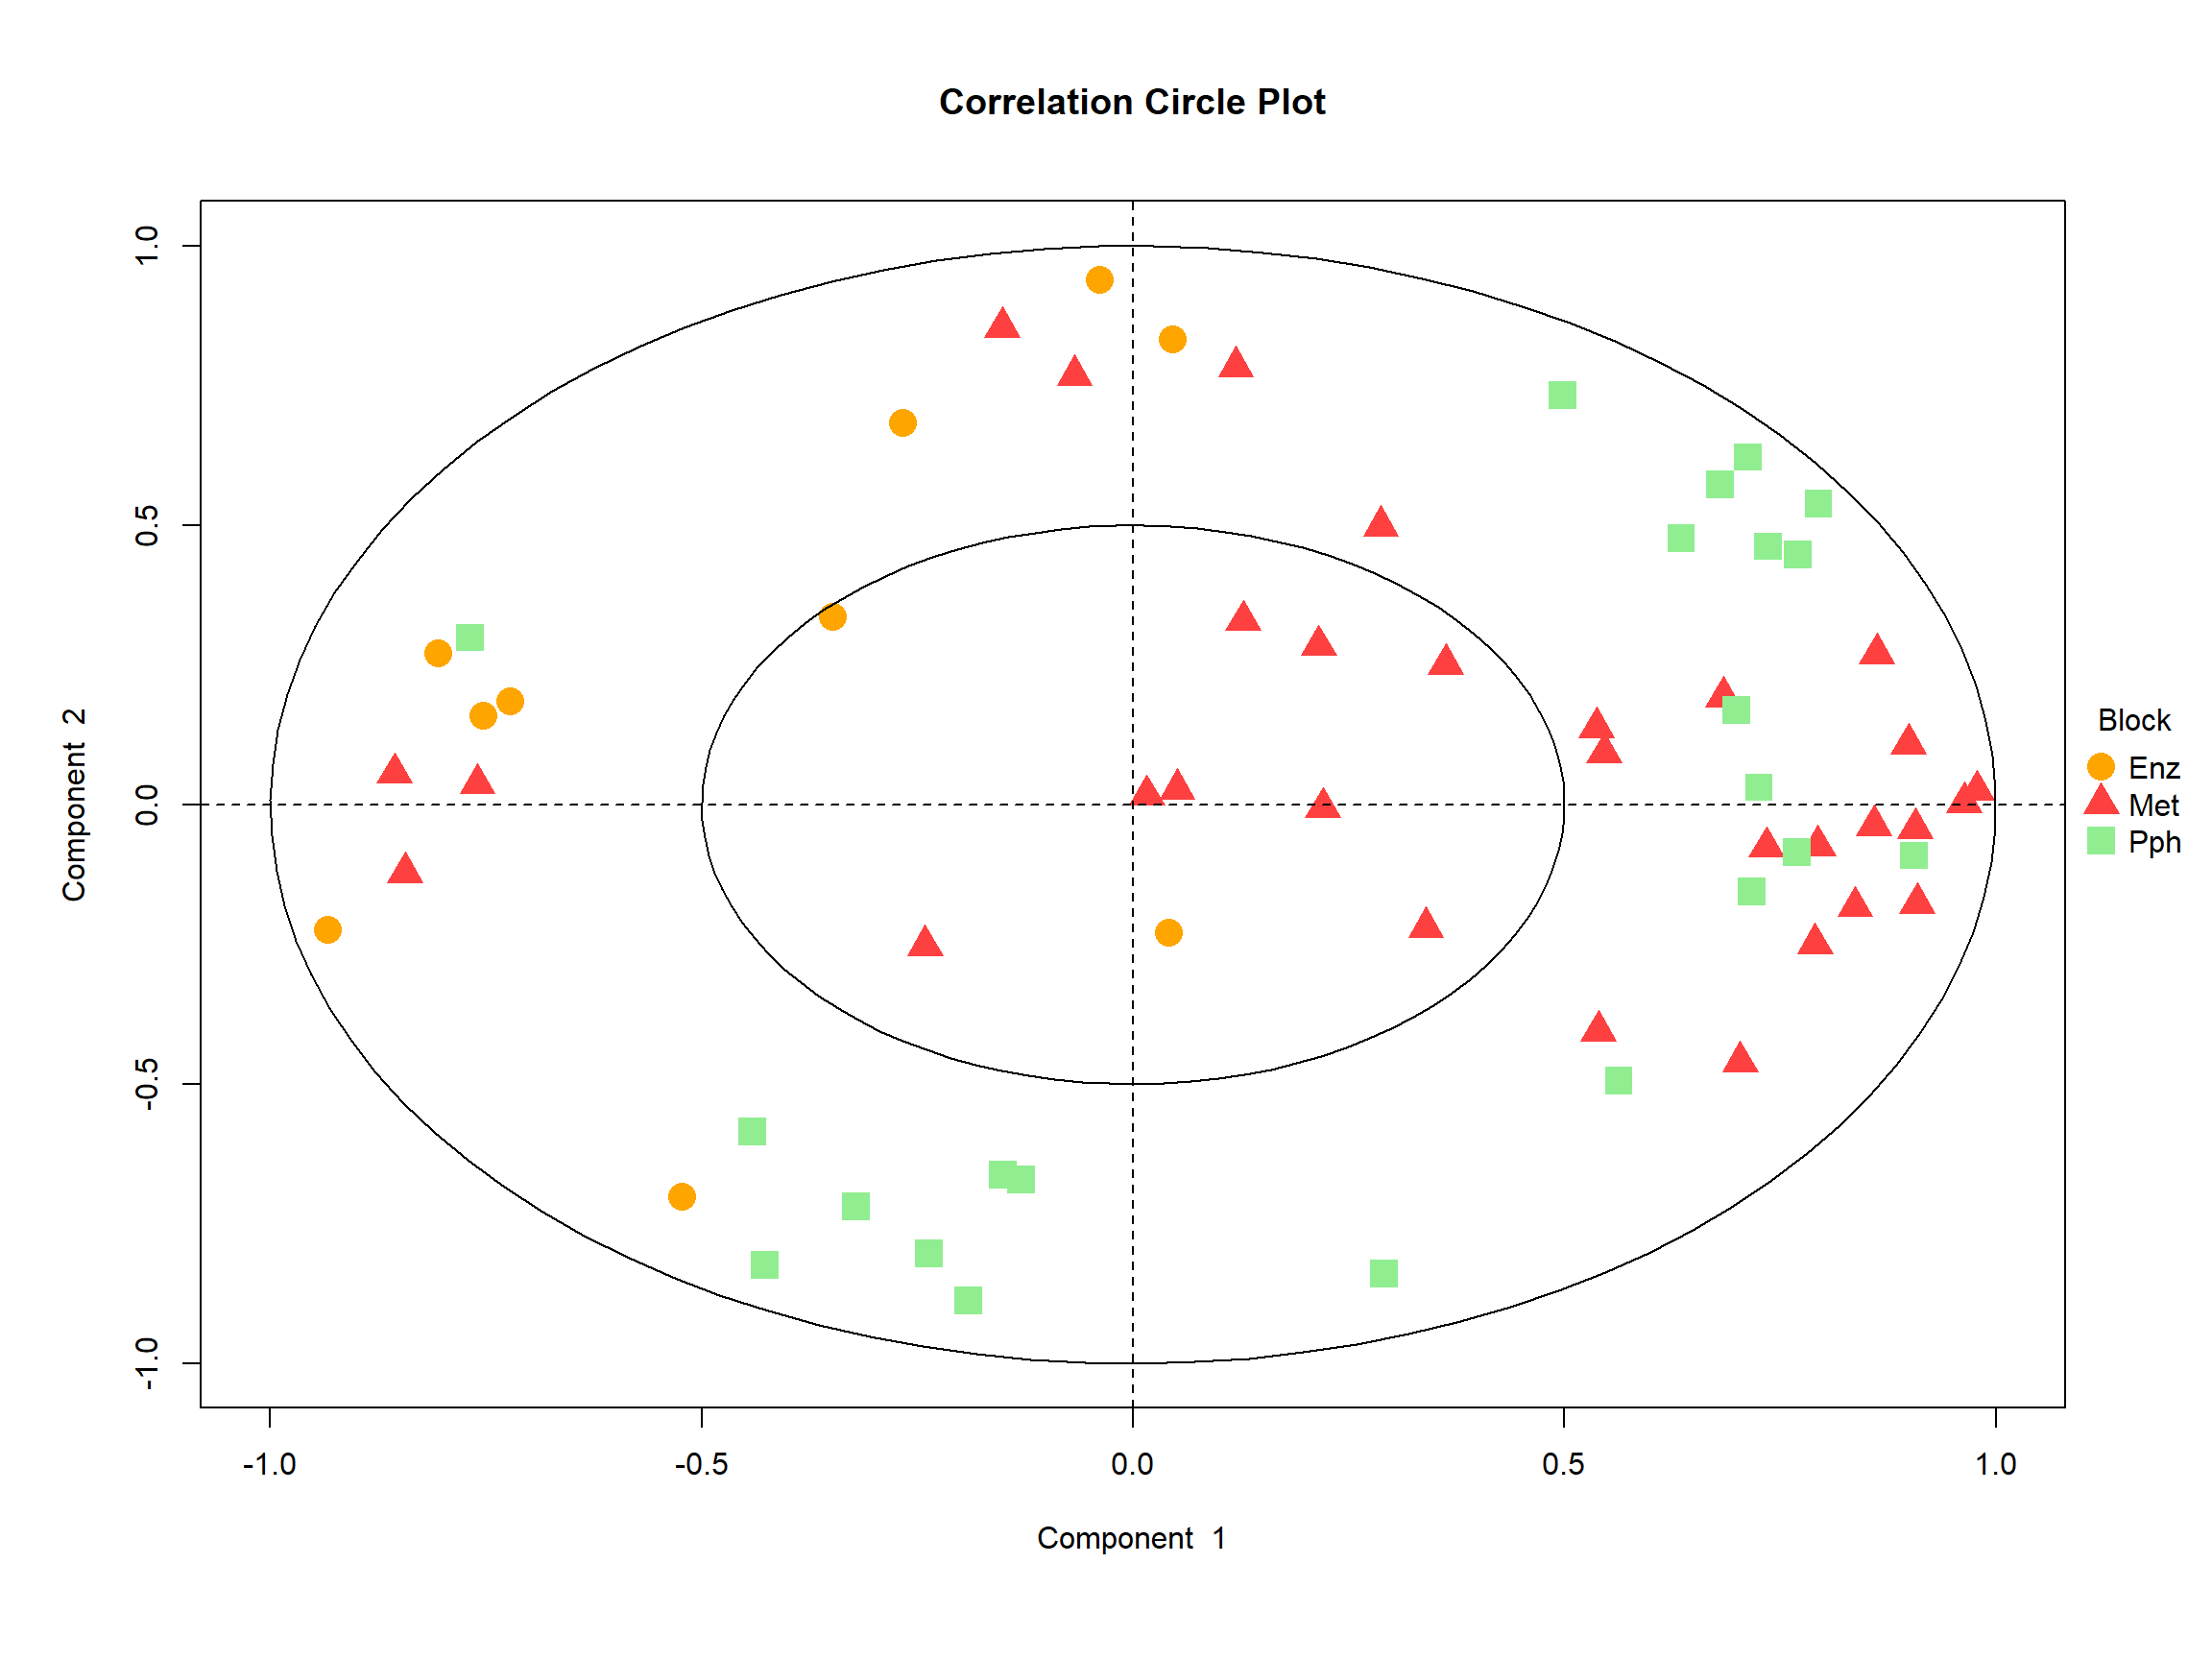 Correlation Circle Plot
1.0
0.5
0.0
-0.5
-1.0
Component 2
-1.0 -0.5 0.0 0.5 1.0
Component 1
Block
Enz
Met
Pph